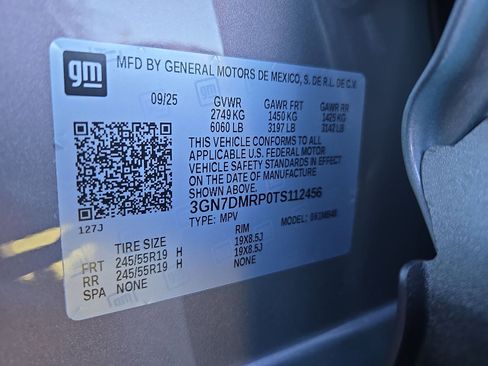 gm
MFD BY GENERAL MOTORS DE MEXICO, S. DE R.L. DE C.V.
09/25 GVWR GAWR FRT GAWR RR
2749 KG 1450 KG 1425 KG
6060 LB 3197 LB 3142 LB
THIS VEHICLE CONFORMS TO ALL
APPLICABLE U.S. FEDERAL MOTOR
VEHICLE SAFETY STANDARDS IN EFFECT
ON THE DATE OF MANUFACTURE
SHOWN ABOVE.
3GN7DMRP0TS112456
127J TYPE: MPV MODEL:
TIRE SIZE RIM
FRT 245/55R19 H 19X8.5J
RR 245/55R19 H 19X8.5J
SPA NONE NONE